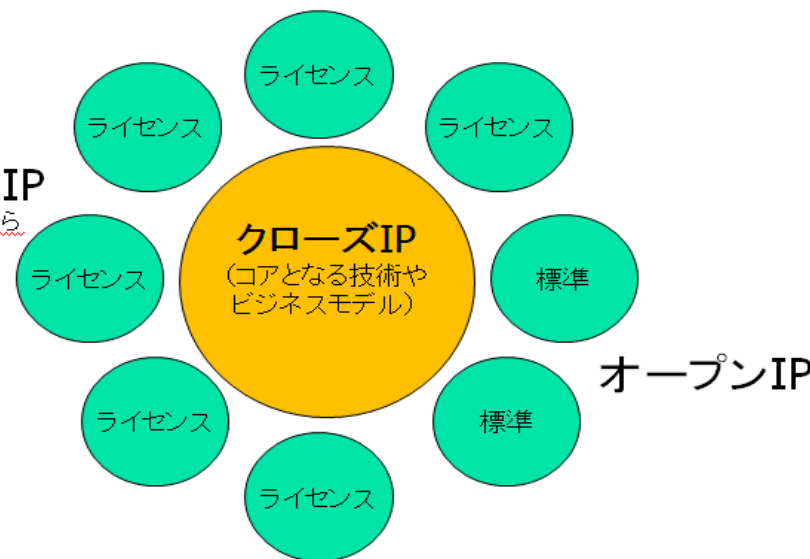 ライセンス
ライセンス
ライセンス
IP
ら
ライセンス
クローズIP
(コアとなる技術や
ビジネスモデル)
標準
オープンIP
ライセンス
標準
ライセンス